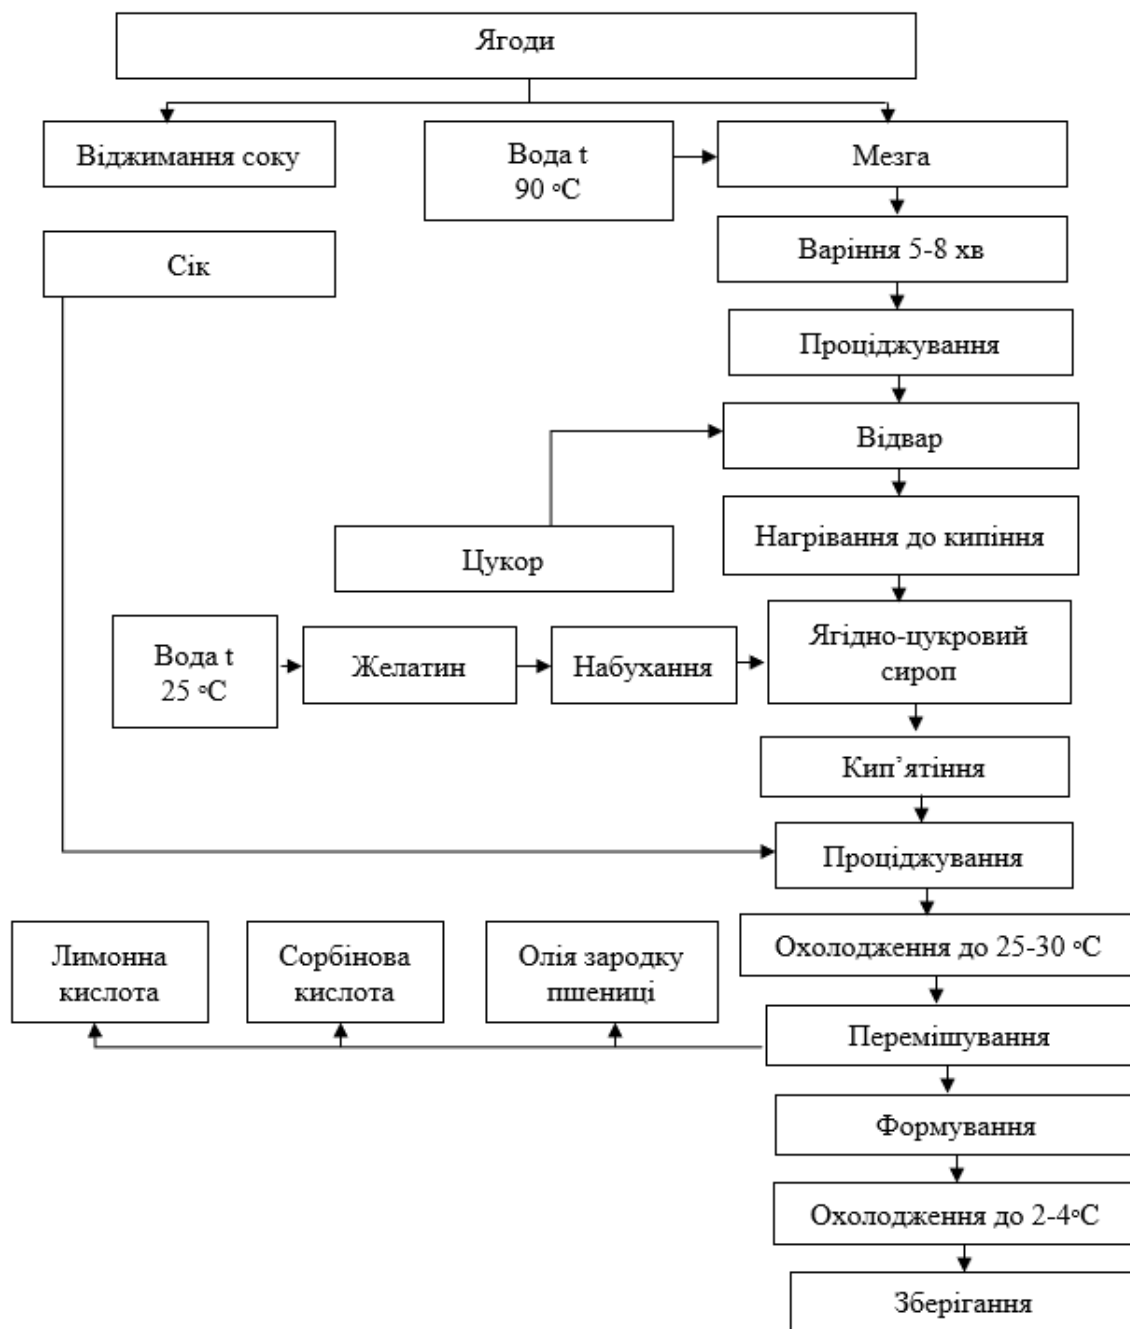 Ягоди
Віджимання соку
Вода t
90 °C
Мезга
Сік
Варіння 5-8 хв
Проціджування
Відвар
Цукор
Нагрівання до кипіння
Вода t
25 °C
Желатин
Набухання
Ягідно-цукровий
сироп
Кип’ятіння
Проціджування
Лимонна
кислота
Сорбінова
кислота
Олія зародку
пшениці
Охолодження до 25-30 °C
Перемішування
Формування
Охолодження до 2-4°C
Зберігання